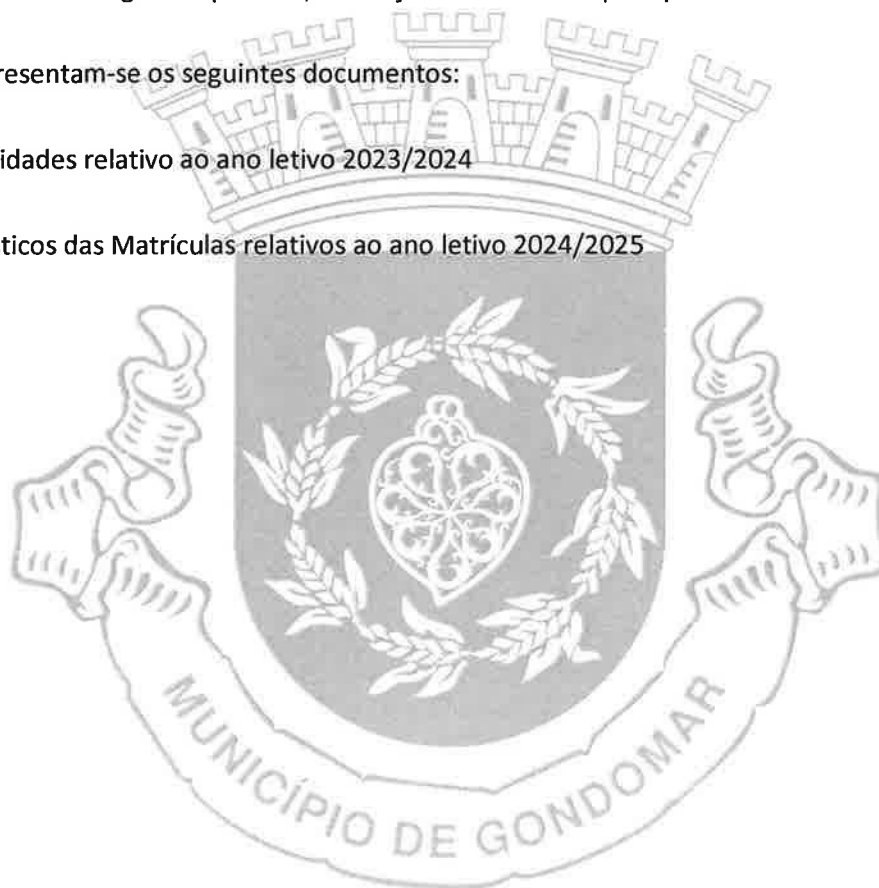 resentam-se os seguintes documentos:
idades relativo ao ano letivo 2023/2024
ticos das Matrículas relativos ao ano letivo 2024/2025
MUNICÍPIO DE GONDOMAR